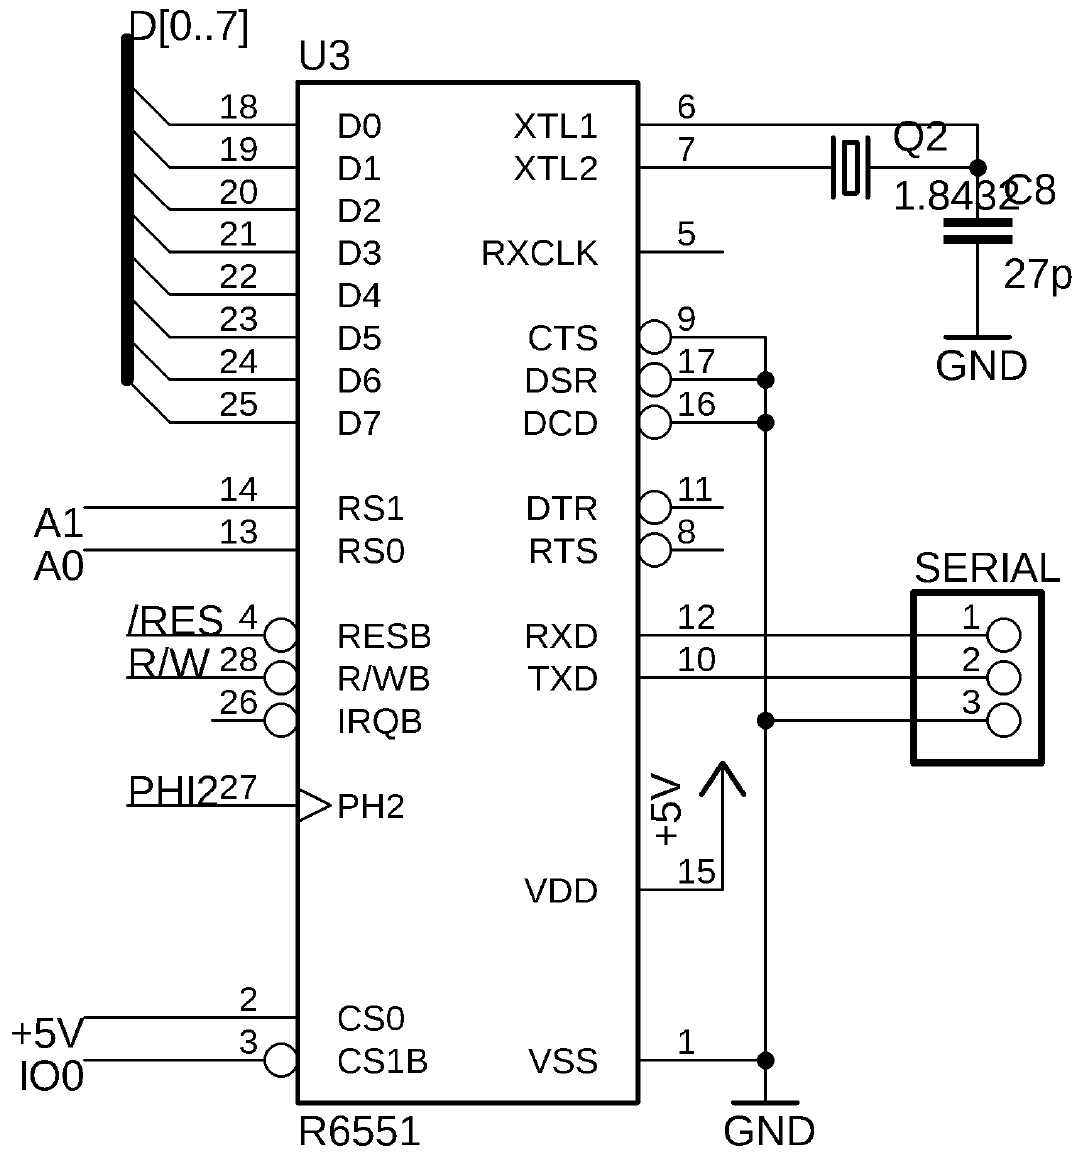 D[0..7]
U3
18 D0 XTL1 6
19 D1 XTL2 7 Q2
20 D2 1.8432 C8
21 D3 RXCLK 5
22 D4 27p
23 D5 CTS 9
24 D6 DSR 17 GND
25 D7 DCD 16
14 RS1 DTR 11
A1
13 RS0 RTS 8
A0 SERIAL
/RES 4 RESB RXD 12 1
R/W 28 R/WB TXD 10 2
26 IRQB 3
PHI2 27 PH2 +5V
VDD 15
2 CS0
+5V
3 CS1B VSS 1
IO0
R6551 GND